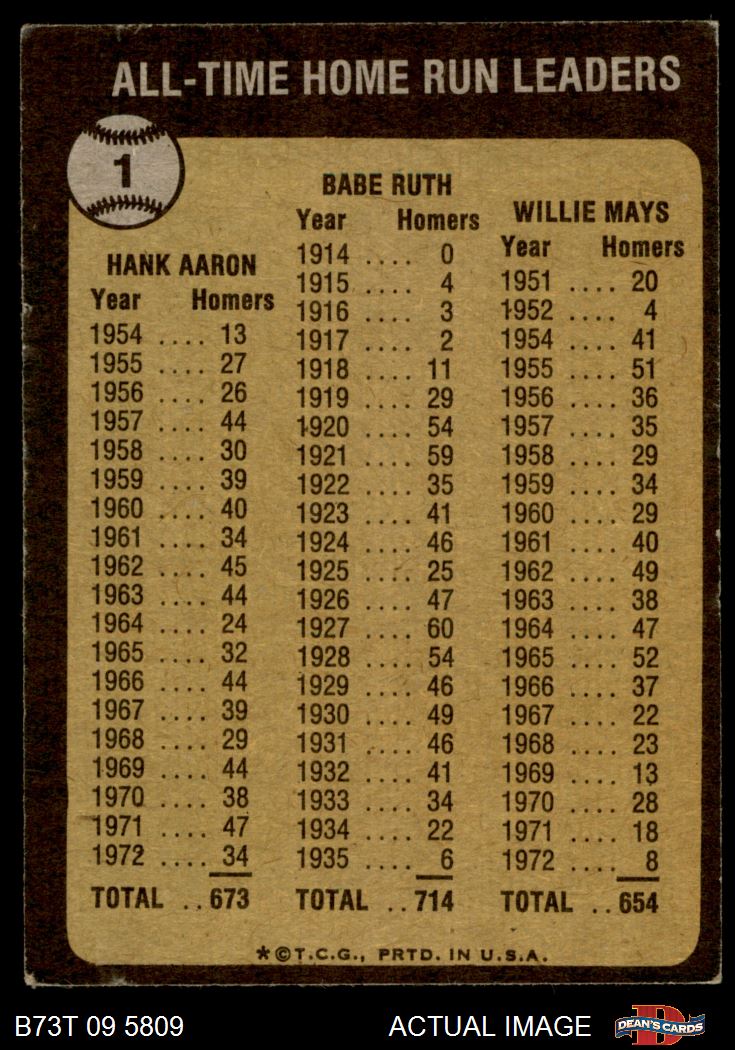 ALL-TIME HOME RUN LEADERS
1
HANK AARON
Year Homers
1954 .... 13
1955 .... 27
1956 .... 26
1957 .... 44
1958 .... 30
1959 .... 39
1960 .... 40
1961 .... 34
1962 .... 45
1963 .... 44
1964 .... 24
1965 .... 32
1966 .... 44
1967 .... 39
1968 .... 29
1969 .... 44
1970 .... 38
1971 .... 47
1972 .... 34
TOTAL ..673
BABE RUTH
Year Homers
1914 .... 0
1915 .... 4
1916 .... 3
1917 .... 2
1918 .... 11
1919 .... 29
1920 .... 54
1921 .... 59
1922 .... 35
1923 .... 41
1924 .... 46
1925 .... 25
1926 .... 47
1927 .... 60
1928 .... 54
1929 .... 46
1930 .... 49
1931 .... 46
1932 .... 41
1933 .... 34
1934 .... 22
1935 .... 6
TOTAL ..714
WILLIE MAYS
Year Homers
1951 .... 20
1952 .... 4
1954 .... 41
1955 .... 51
1956 .... 36
1957 .... 35
1958 .... 29
1959 .... 34
1960 .... 29
1961 .... 40
1962 .... 49
1963 .... 38
1964 .... 47
1965 .... 52
1966 .... 37
1967 .... 22
1968 .... 23
1969 .... 13
1970 .... 28
1971 .... 18
1972 .... 8
TOTAL ..654
*©T.C.G., PRTD. IN U.S.A.
B73T 09 5809 ACTUAL IMAGE
DEAN'S CARDS